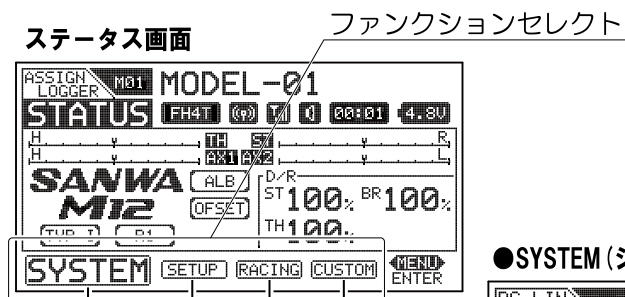 ファンクションセレクト
ステータス画面
ASSIGN LOGGER M01 MODEL-01
STATUS FH4T 00:01 4.8V
H TH ST R
H AX1 AX2 L
SANWA ALB D/R
ST100% BR100%
M12 OFSET
TYP-I B1 TH100%
SYSTEM SETUP RACING CUSTOM MENU
ENTER
●SYSTEM(シ